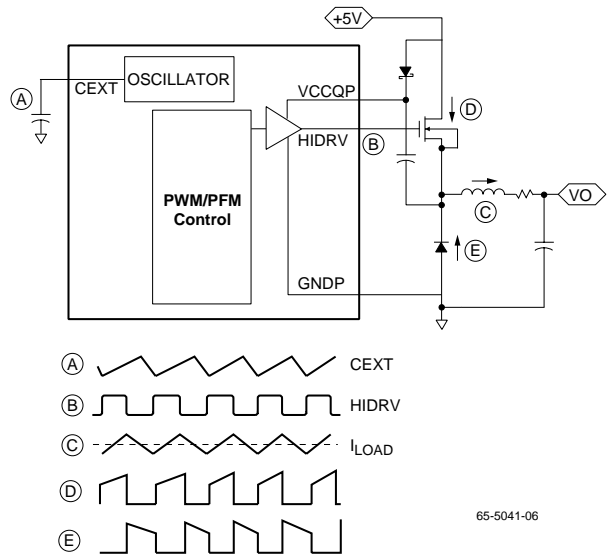 +5V
OSCILLATOR
CEXT
A
VCCQP
D
HIDRV
B
PWM/PFM
Control
C
VO
E
GNDP
A CEXT
B HIDRV
C ILOAD
D
E
65-5041-06